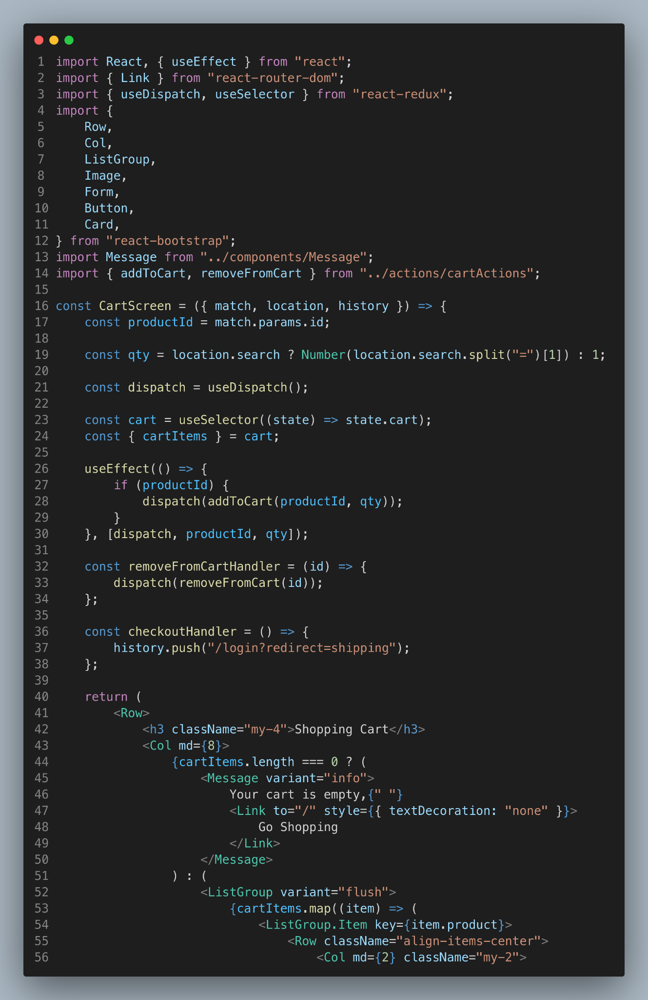 1 import React, { useEffect } from "react";
2 import { Link } from "react-router-dom";
3 import { useDispatch, useSelector } from "react-redux";
4 import {
5     Row,
6     Col,
7     ListGroup,
8     Image,
9     Form,
10     Button,
11     Card,
12 } from "react-bootstrap";
13 import Message from "../components/Message";
14 import { addToCart, removeFromCart } from "../actions/cartActions";
15
16 const CartScreen = ({ match, location, history }) => {
17     const productId = match.params.id;
18
19     const qty = location.search ? Number(location.search.split("=")[1]) : 1;
20
21     const dispatch = useDispatch();
22
23     const cart = useSelector((state) => state.cart);
24     const { cartItems } = cart;
25
26     useEffect(() => {
27         if (productId) {
28             dispatch(addToCart(productId, qty));
29         }
30     }, [dispatch, productId, qty]);
31
32     const removeFromCartHandler = (id) => {
33         dispatch(removeFromCart(id));
34     };
35
36     const checkoutHandler = () => {
37         history.push("/login?redirect=shipping");
38     };
39
40     return (
41         <Row>
42             <h3 className="my-4">Shopping Cart</h3>
43             <Col md={8}>
44                 {cartItems.length === 0 ? (
45                     <Message variant="info">
46                         Your cart is empty,{" "}
47                         <Link to="/" style={{ textDecoration: "none" }}>
48                             Go Shopping
49                         </Link>
50                     </Message>
51                 ) : (
52                     <ListGroup variant="flush">
53                         {cartItems.map((item) => (
54                             <ListGroup.Item key={item.product}>
55                                 <Row className="align-items-center">
56                                     <Col md={2} className="my-2">